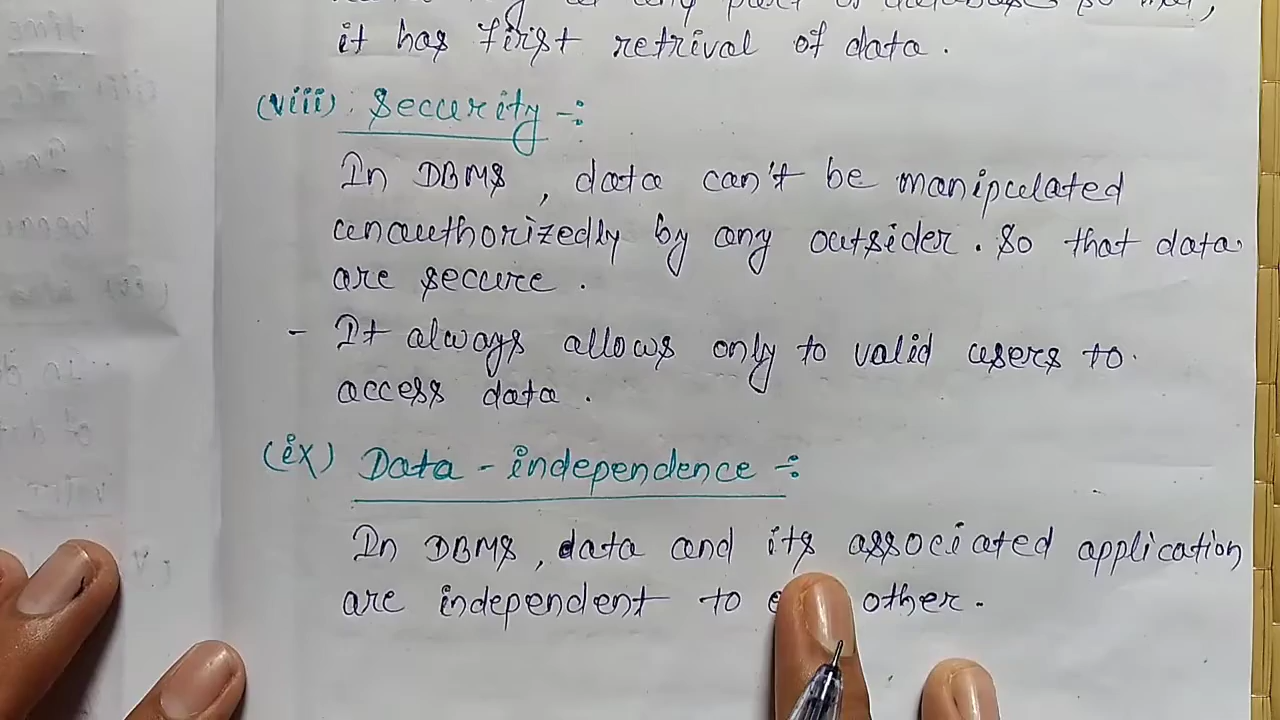 it has first retrival of data.
(viii) Security -:
In DBMS, data can't be manipulated
unauthorizedly by any outsider. So that data
are secure.
- It always allows only to valid users to
access data.
(ix) Data - independence -:
In DBMS, data and its associated application
are independent to other.